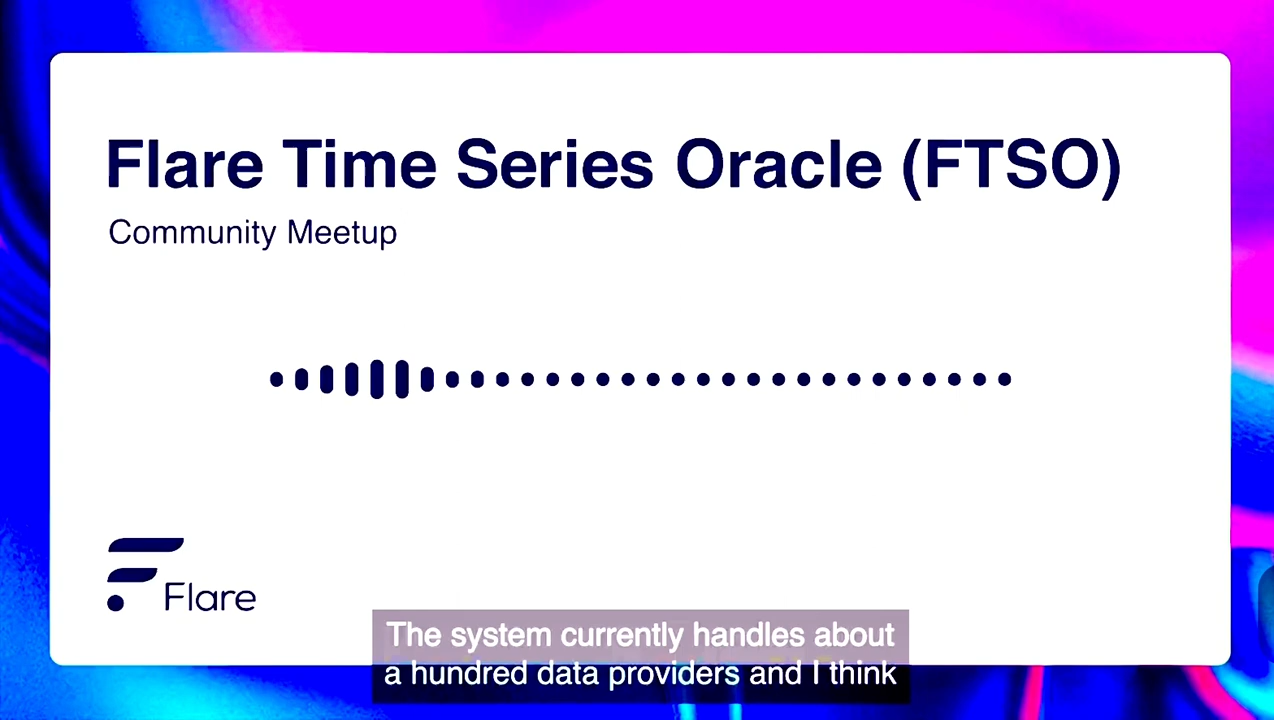 Flare Time Series Oracle (FTSO)
Community Meetup
Flare
The system currently handles about
a hundred data providers and I think